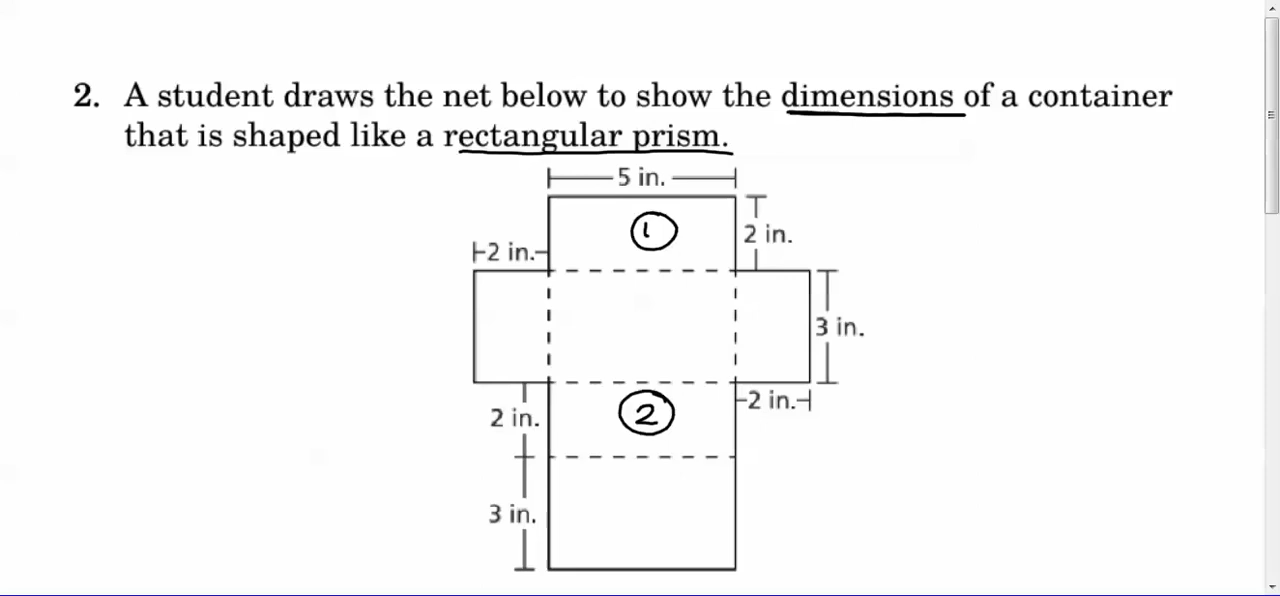 2. A student draws the net below to show the dimensions of a container
that is shaped like a rectangular prism.
5 in.
1
2 in.
2 in.
3 in.
2 in.
2 in.
2
3 in.